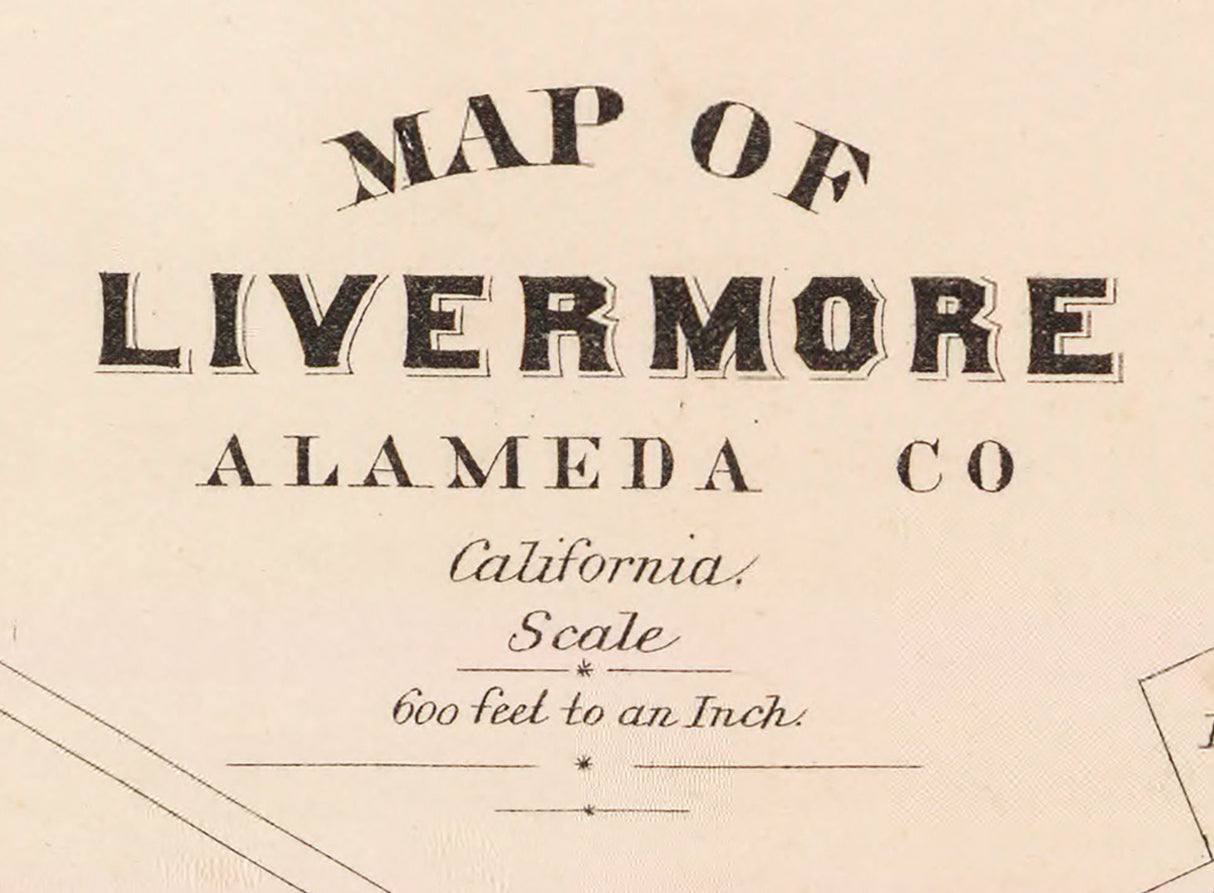 MAP OF
LIVERMORE
ALAMEDA CO
California.
Scale
600 feet to an Inch.